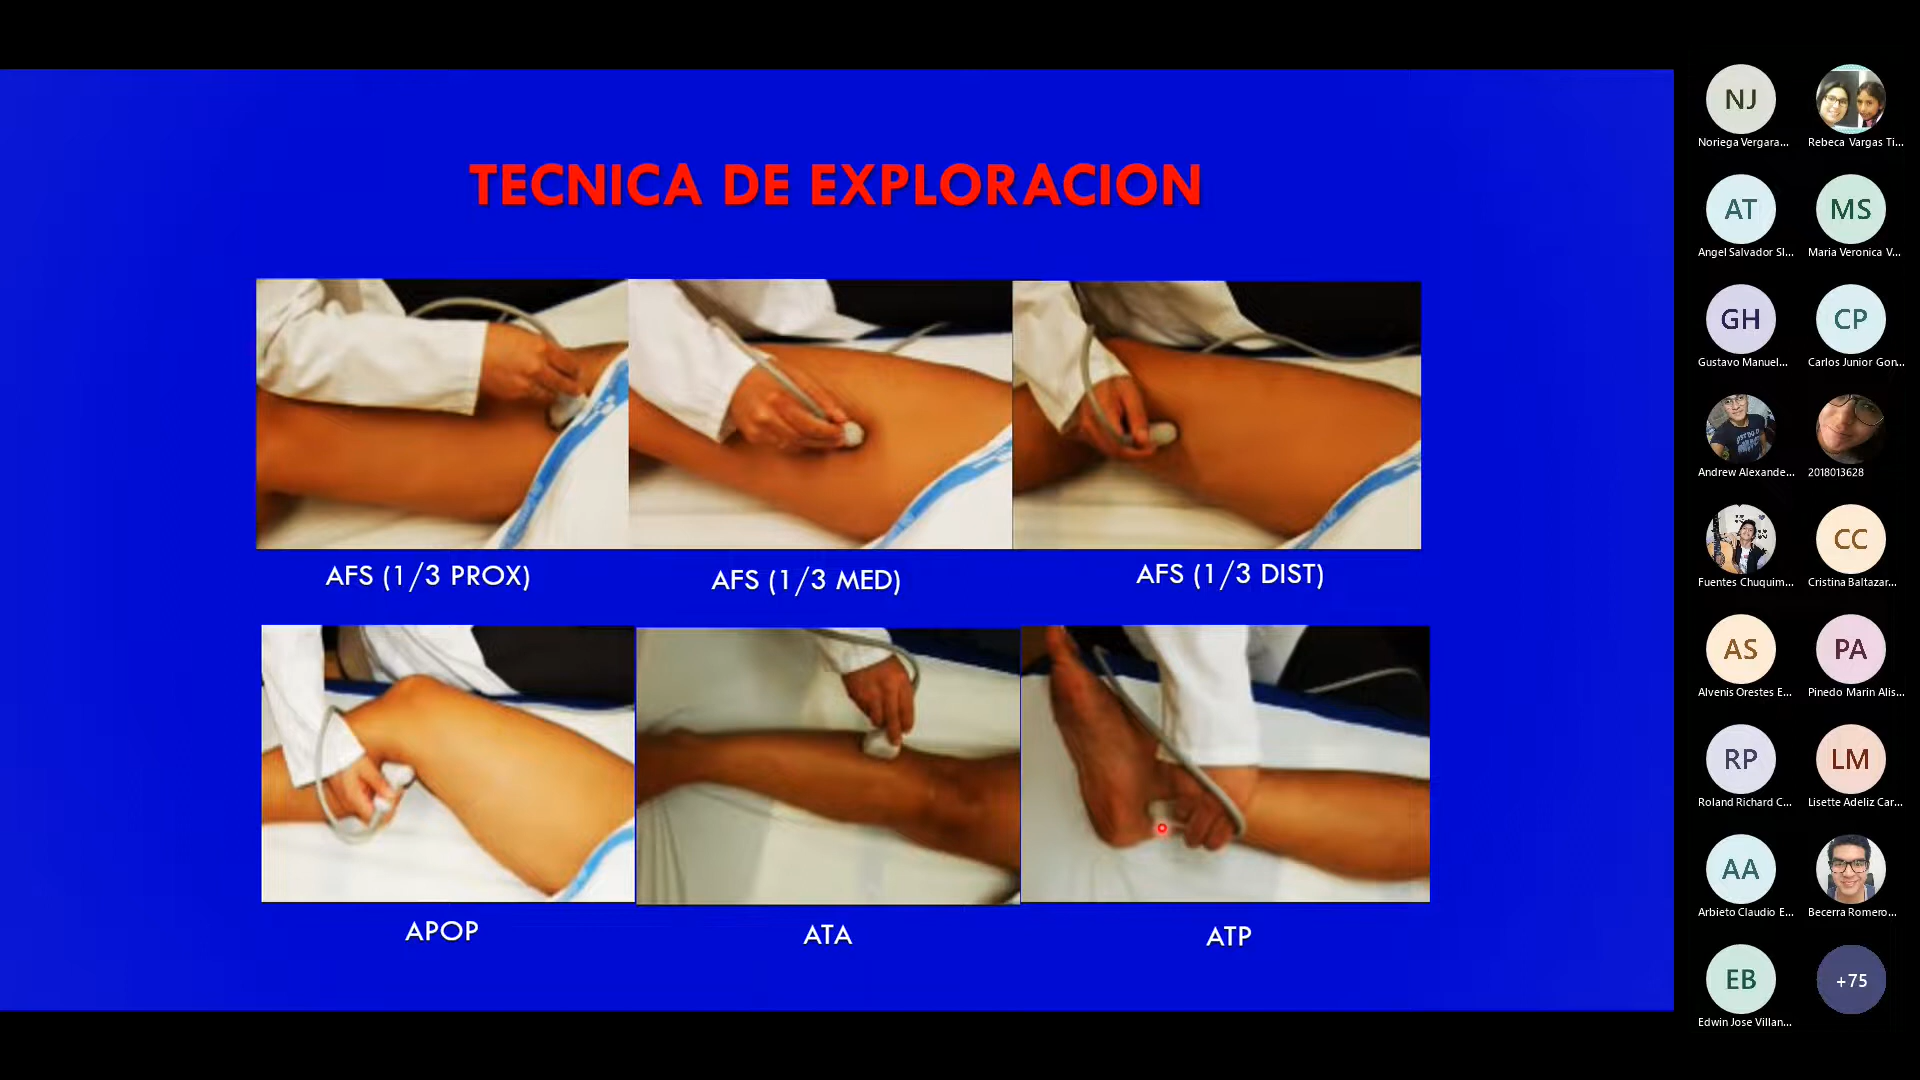 TECNICA DE EXPLORACION
AFS (1/3 PROX)
AFS (1/3 MED)
AFS (1/3 DIST)
APOP
ATA
ATP
NJ
Noriega Vergara...
Rebeca Vargas Ti...
AT
Angel Salvador Sl...
MS
Maria Veronica V...
GH
Gustavo Manuel...
CP
Carlos Junior Gon...
Andrew Alexande...
2018013628
Fuentes Chuquim...
CC
Cristina Baltazar...
AS
Alvenis Orestes E...
PA
Pinedo Marin Alis...
RP
Roland Richard C...
LM
Lisette Adeliz Car...
AA
Arbieto Claudio E...
Becerra Romero...
EB
Edwin Jose Villan...
+75